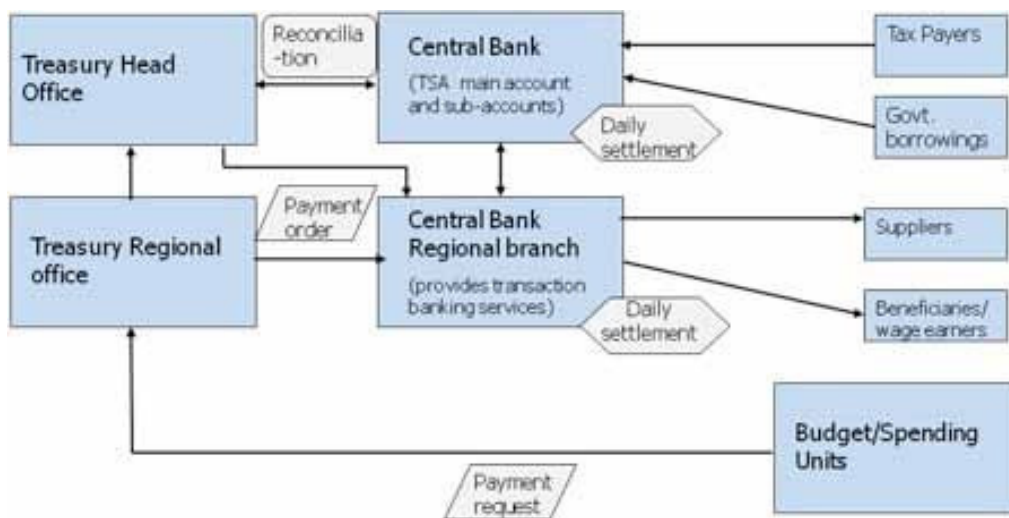 Treasury Head
Office
Reconcilia
-tion
Central Bank
(TSA main account
and sub-accounts)
Daily
settlement
Tax Payers
Govt.
borrowings
Treasury Regional
office
Payment
order
Central Bank
Regional branch
(provides transaction
banking services)
Daily
settlement
Suppliers
Beneficiaries/
wage earners
Budget/Spending
Units
Payment
request